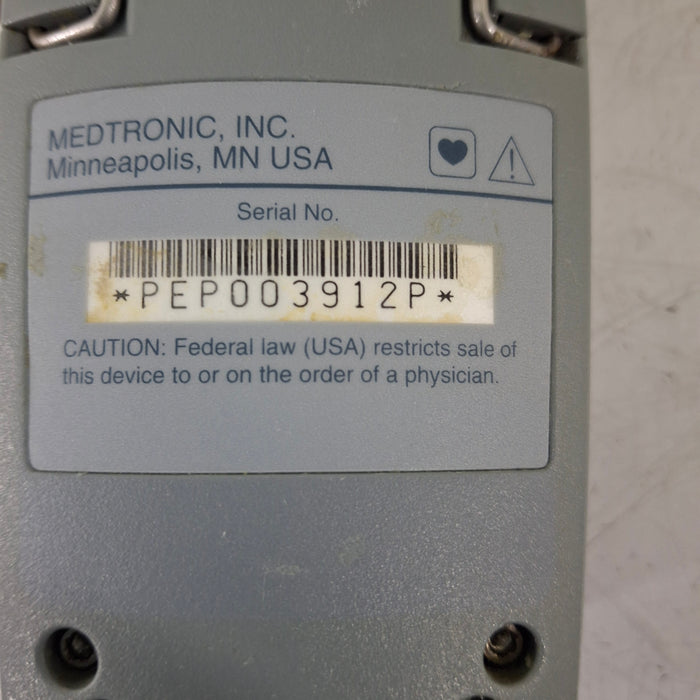 MEDTRONIC, INC.
Minneapolis, MN USA
Serial No.
*PEP003912P*
CAUTION: Federal law (USA) restricts sale of
this device to or on the order of a physician.